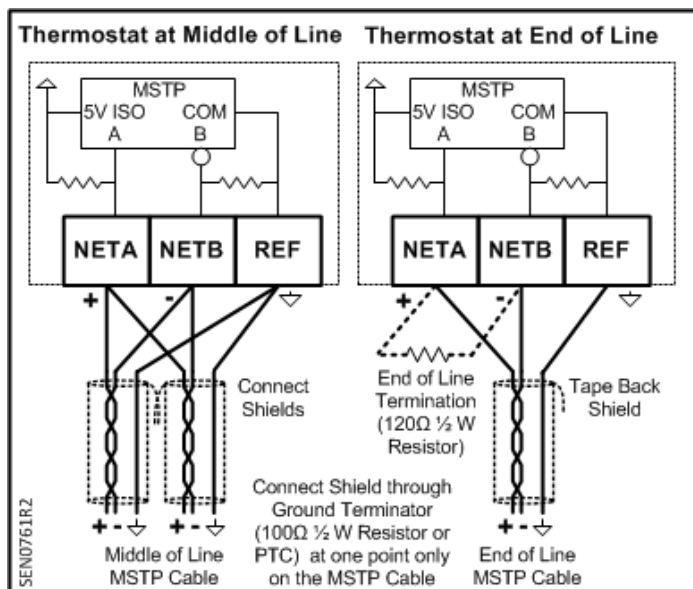 Thermostat at Middle of Line
MSTP
5V ISO COM
A B
NETA NETB REF
+ -
Connect
Shields
+ - + -
Middle of Line
MSTP Cable
Connect Shield through
Ground Terminator
(100Ω ½ W Resistor or
PTC) at one point only
on the MSTP Cable
SEN0761R2
Thermostat at End of Line
MSTP
5V ISO COM
A B
NETA NETB REF
+ -
End of Line
Termination
(120Ω ½ W
Resistor)
Tape Back
Shield
+ -
End of Line
MSTP Cable